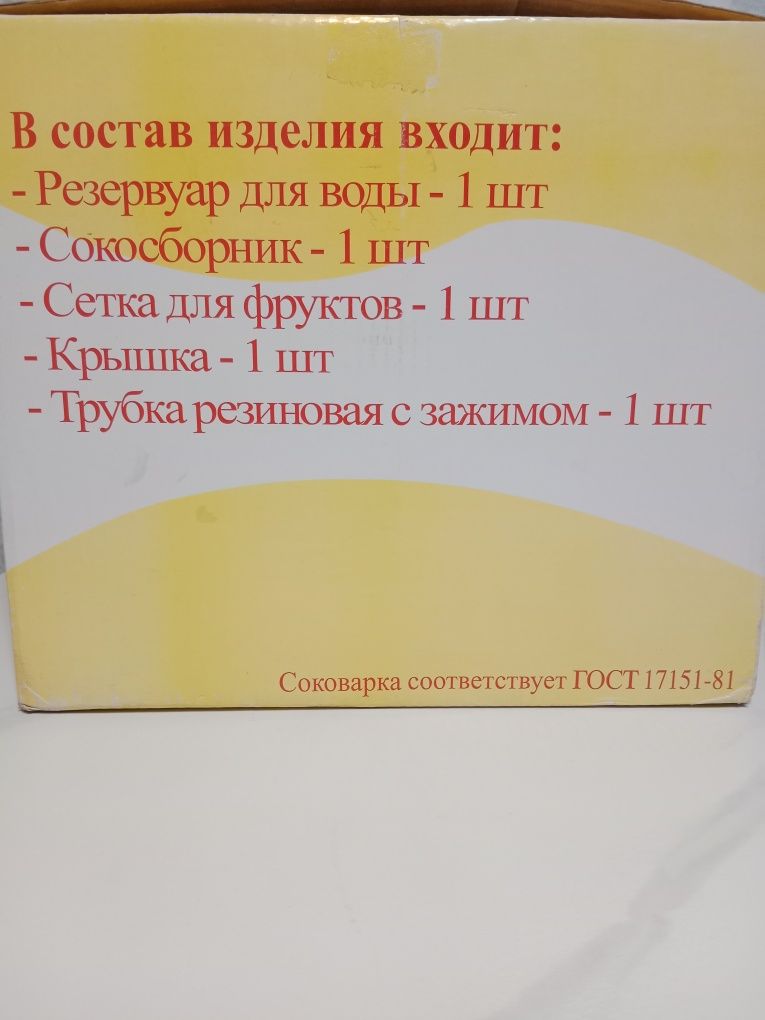 В состав изделия входит:
- Резервуар для воды - 1 шт
- Сокосборник - 1 шт
- Сетка для фруктов - 1 шт
- Крышка - 1 шт
- Трубка резиновая с зажимом - 1 шт
Соковарка соответствует ГОСТ 17151-81